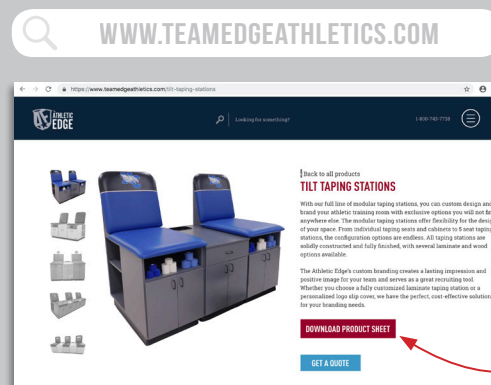 WWW.TEAMEDGEATHLETICS.COM
https://www.teamedgeathletics.com/tilt-taping-stations
ATHLETIC
EDGE
Looking for something?
1-800-743-7738
Back to all products
TILT TAPING STATIONS
With our full line of modular taping stations, you can custom design and
brand your athletic training room with exclusive options you will not
anywhere else. The modular taping stations offer flexibility for the
of your space. From individual taping seats and cabinets to 5 seat taping
stations, the configuration options are endless. All taping stations are
solidly constructed and fully finished, with several laminate and wood
options available.
The Athletic Edge's custom branding creates a lasting impression and
positive image for your team and serves as a great recruiting tool.
Whether you choose a fully customized laminate taping station or a
personalized logo slip cover, we have the perfect, cost-effective solution
for your branding needs.
DOWNLOAD PRODUCT SHEET
GET A QUOTE